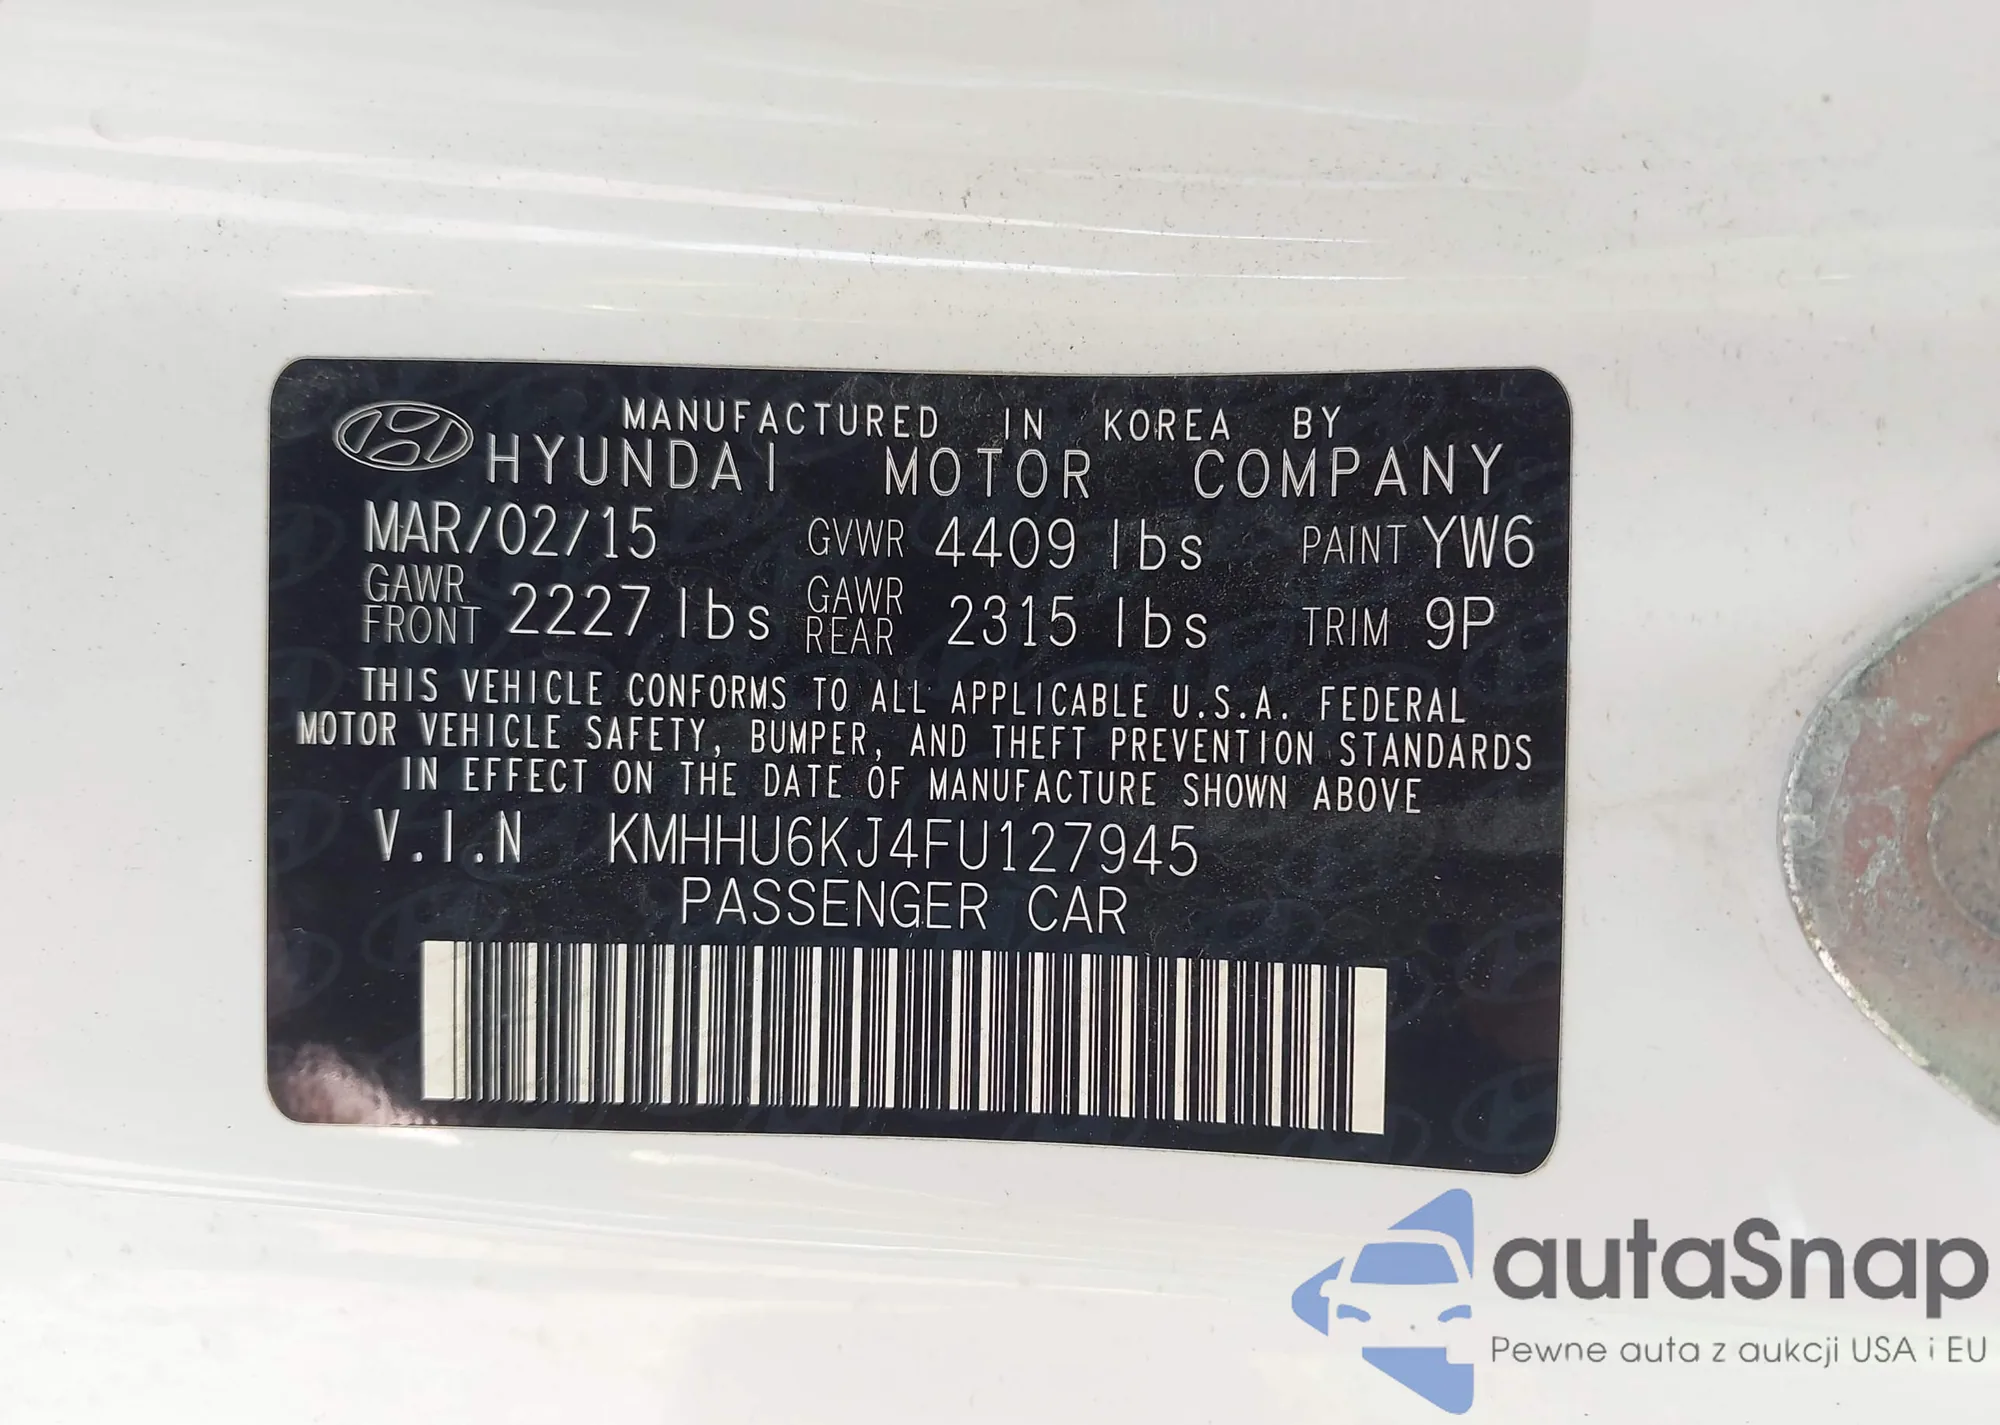 MANUFACTURED IN KOREA BY
HYUNDAI MOTOR COMPANY
MAR/02/15 GVWR 4409 lbs PAINT YW6
GAWR FRONT 2227 lbs GAWR REAR 2315 lbs TRIM 9P
THIS VEHICLE CONFORMS TO ALL APPLICABLE U.S.A. FEDERAL
MOTOR VEHICLE SAFETY, BUMPER, AND THEFT PREVENTION STANDARDS
IN EFFECT ON THE DATE OF MANUFACTURE SHOWN ABOVE
V.I.N KMHHU6KJ4FU127945
PASSENGER CAR
autaSnap
Pewne auta z aukcji USA i EU